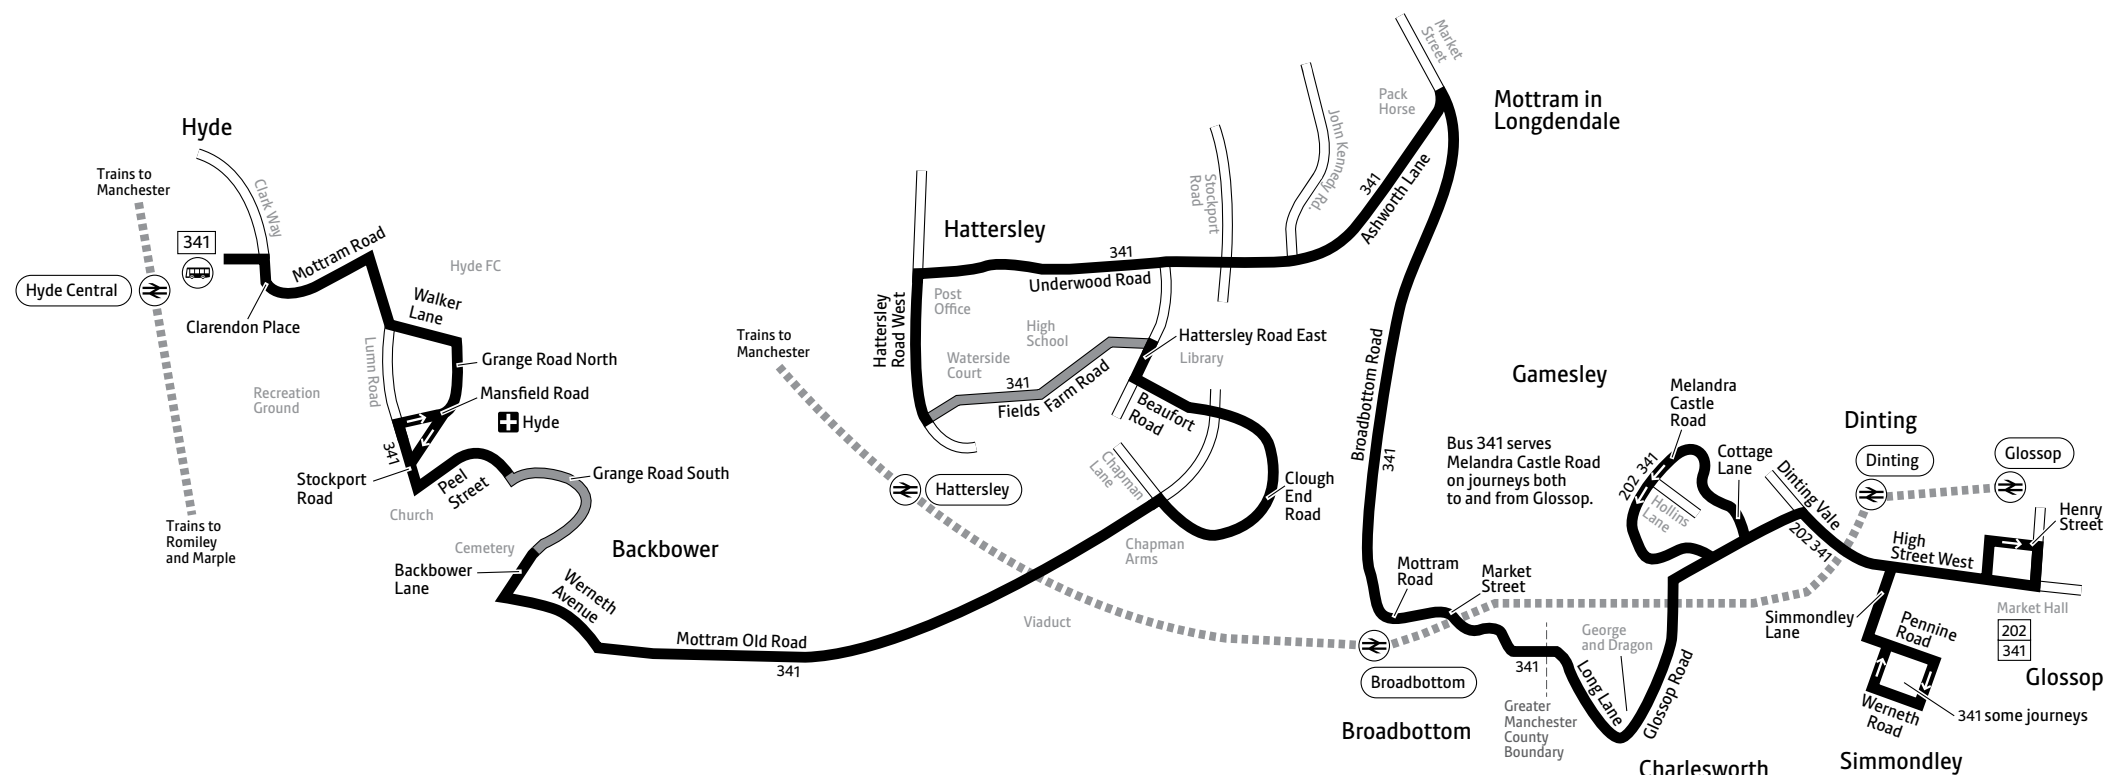 Hyde
Trains to
Manchester
Clark Way
341
Hyde Central
Mottram Road
Clarendon Place
Hyde FC
Walker
Lane
Lumn Road
Grange Road North
Recreation
Ground
Mansfield Road
Hyde
341
Stockport
Road
Peel
Street
Grange Road South
Church
Trains to
Romiley
and Marple
Cemetery
Backbower
Backbower
Lane
Werneth
Avenue
Mottram Old Road
341
Trains to
Manchester
Hattersley
Hattersley
341
Underwood Road
Hattersley
Road West
Post
Office
High
School
Waterside
Court
341
Fields Farm Road
Hattersley Road East
Library
Beaufort
Road
Chapman
Lane
Clough
End
Road
Chapman
Arms
Viaduct
Stockport
Road
John Kennedy Rd.
Pack
Horse
Market
Street
Mottram in
Longdendale
341
Ashworth Lane
Broadbottom Road
341
Mottram
Road
Market
Street
Broadbottom
Broadbottom
341
Greater
Manchester
County
Boundary
George
and Dragon
Long Lane
Glossop Road
Charlesworth
Gamesley
Bus 341 serves
Melandra Castle Road
on journeys both
to and from Glossop.
Melandra
Castle
Road
202 341
Hollins
Lane
Cottage
Lane
Dinting
Dinting
Dinting Vale
202 341
Glossop
Henry
Street
High
Street West
Market Hall
202
341
Glossop
Simmondley
Lane
Pennine
Road
Werneth
Road
341 some journeys
Simmondley